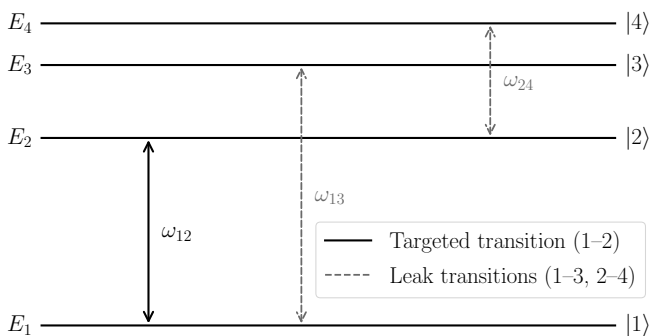 E₄ |4⟩
E₃ |3⟩
ω₂₄
E₂ |2⟩
ω₁₃
ω₁₂
Targeted transition (1–2)
Leak transitions (1–3, 2–4)
E₁ |1⟩